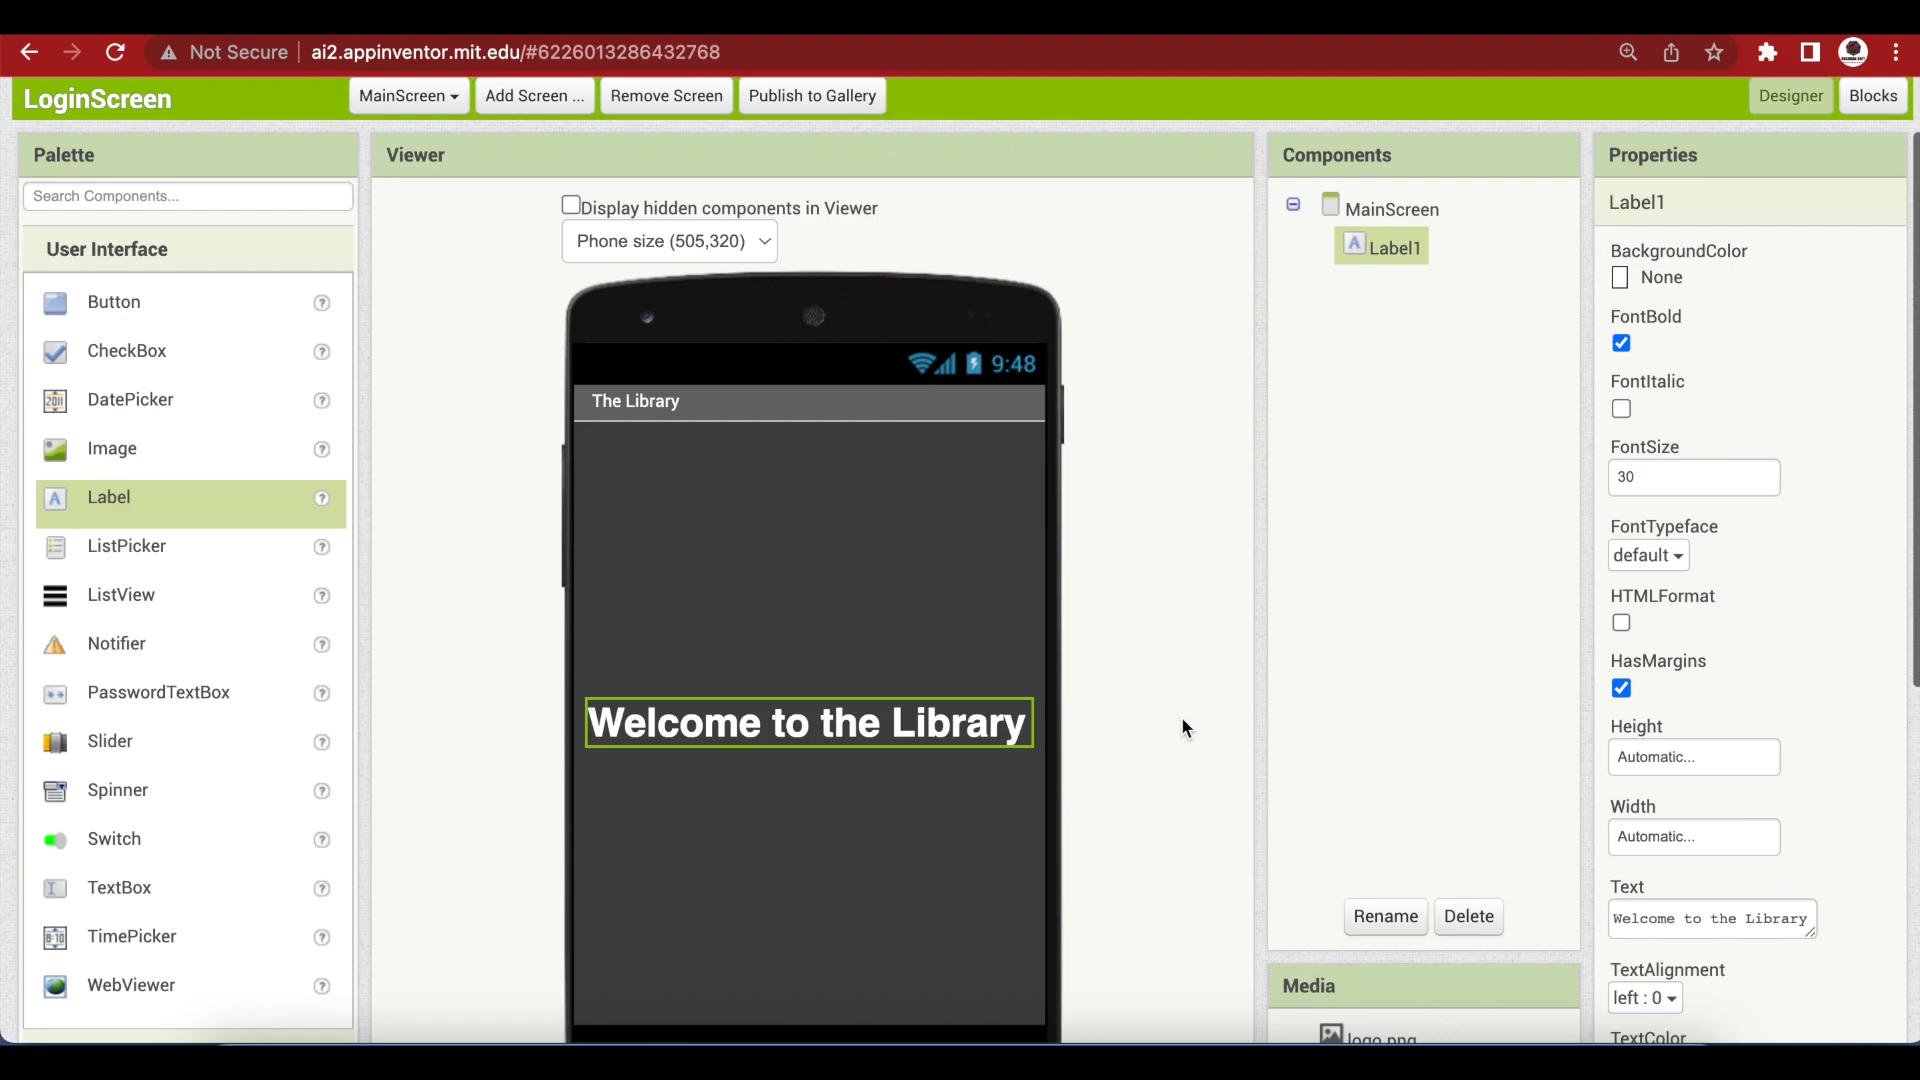 Not Secure
ai2.appinventor.mit.edu/#6226013286432768
LoginScreen
MainScreen
Add Screen ...
Remove Screen
Publish to Gallery
Designer
Blocks
Palette
Search Components...
User Interface
Button
CheckBox
DatePicker
Image
Label
ListPicker
ListView
Notifier
PasswordTextBox
Slider
Spinner
Switch
TextBox
TimePicker
WebViewer
Viewer
Display hidden components in Viewer
Phone size (505,320)
9:48
The Library
Welcome to the Library
Components
MainScreen
Label1
Rename
Delete
Media
logo.png
Properties
Label1
BackgroundColor
None
FontBold
FontItalic
FontSize
30
FontTypeface
default
HTMLFormat
HasMargins
Height
Automatic...
Width
Automatic...
Text
Welcome to the Library
TextAlignment
left : 0
TextColor